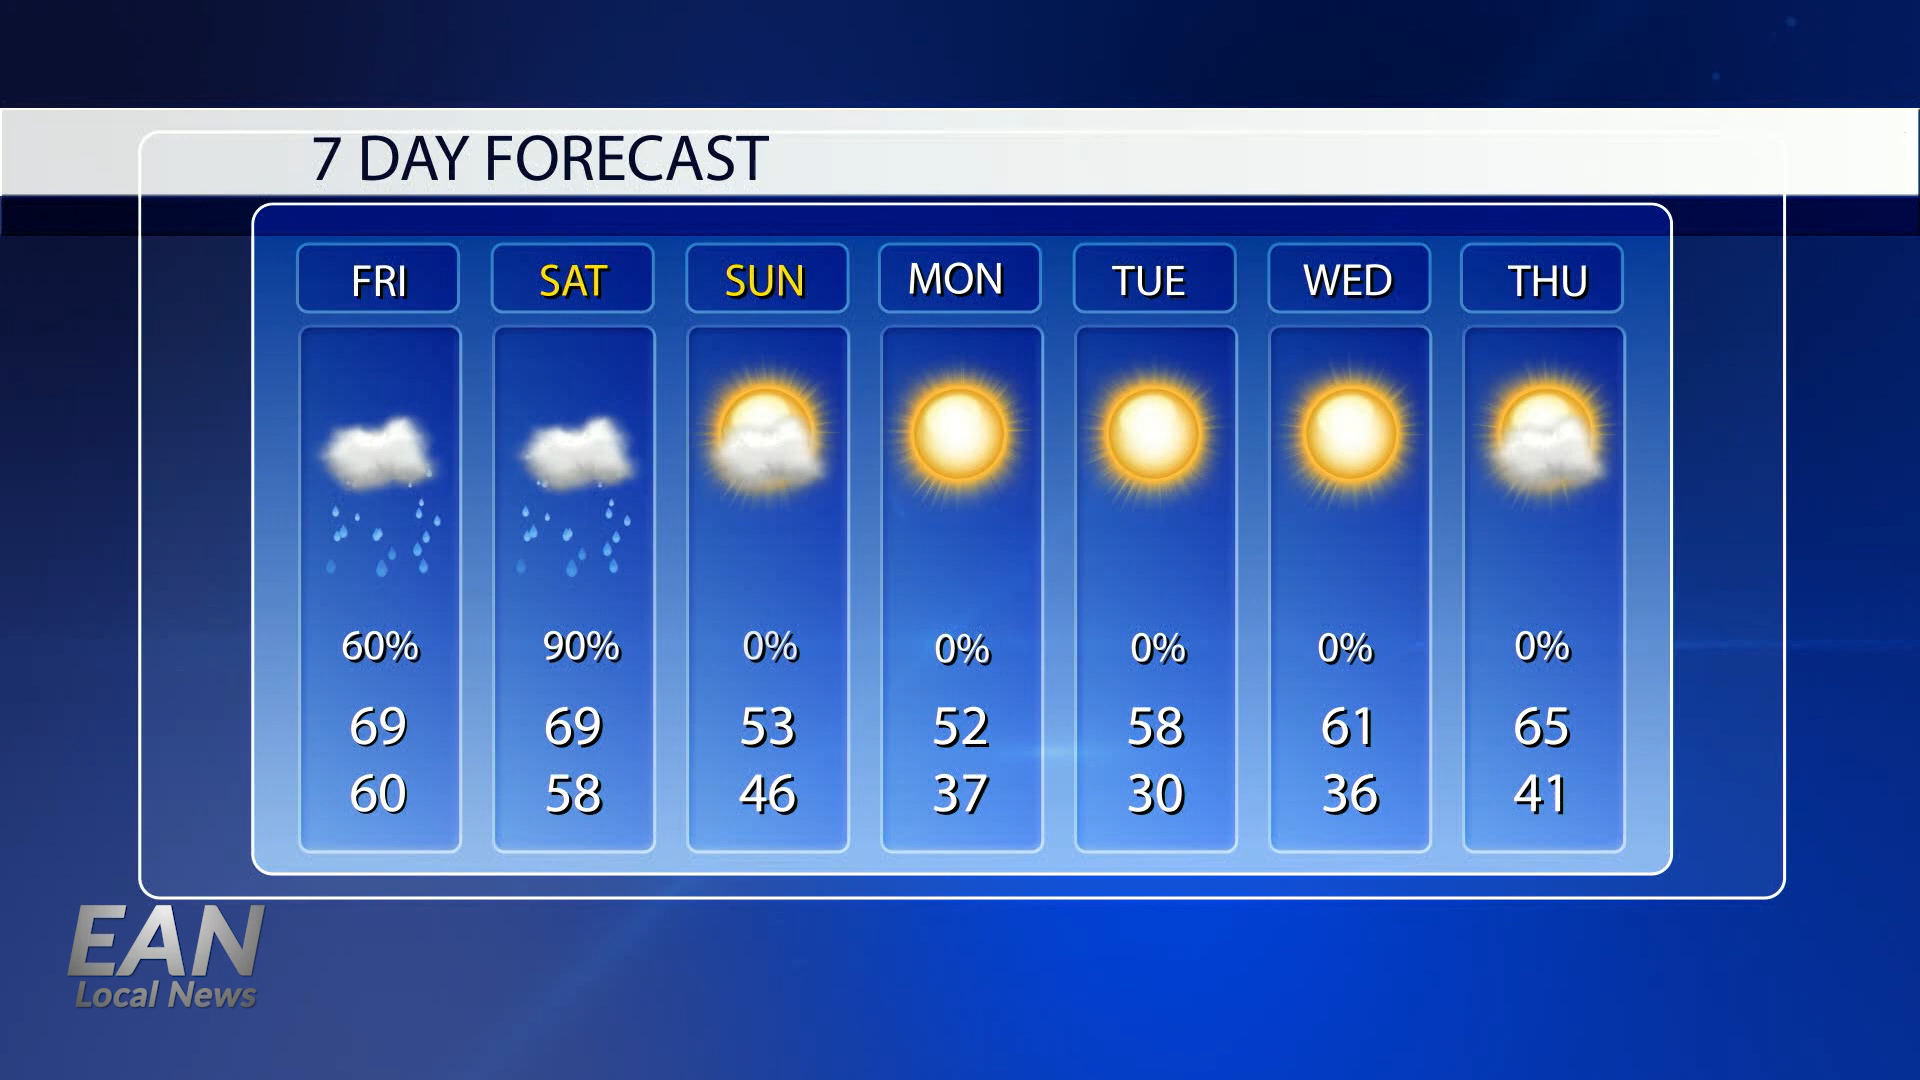 7 DAY FORECAST
FRI SAT SUN MON TUE WED THU
60% 90% 0% 0% 0% 0% 0%
69 69 53 52 58 61 65
60 58 46 37 30 36 41
EAN
Local News